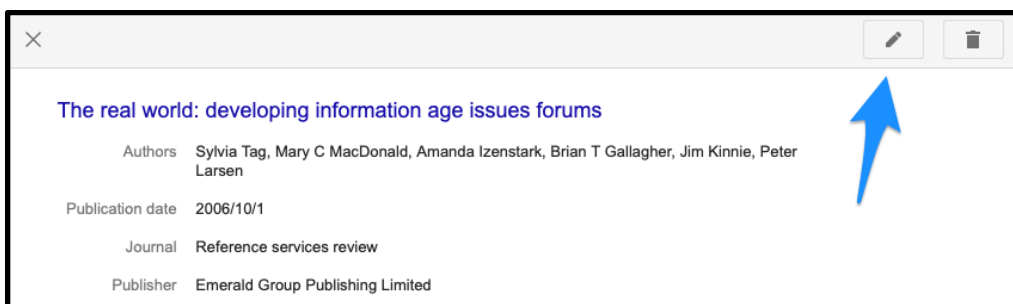 The real world: developing information age issues forums
Authors Sylvia Tag, Mary C MacDonald, Amanda Izenstark, Brian T Gallagher, Jim Kinnie, Peter
Larsen
Publication date 2006/10/1
Journal Reference services review
Publisher Emerald Group Publishing Limited